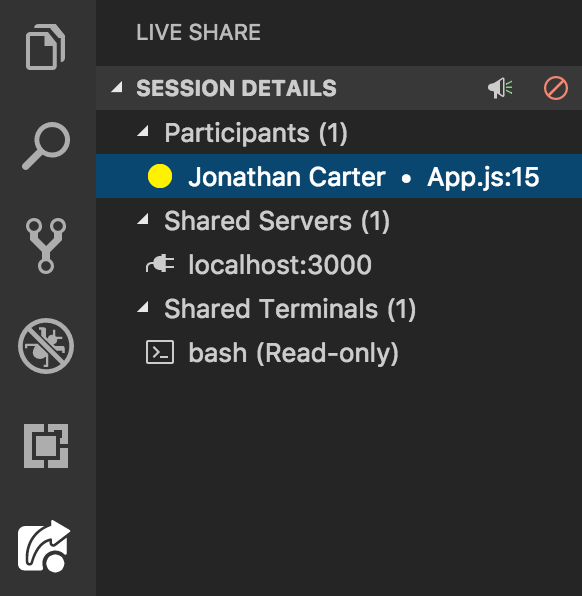 LIVE SHARE
SESSION DETAILS
Participants (1)
Jonathan Carter • App.js:15
Shared Servers (1)
localhost:3000
Shared Terminals (1)
bash (Read-only)